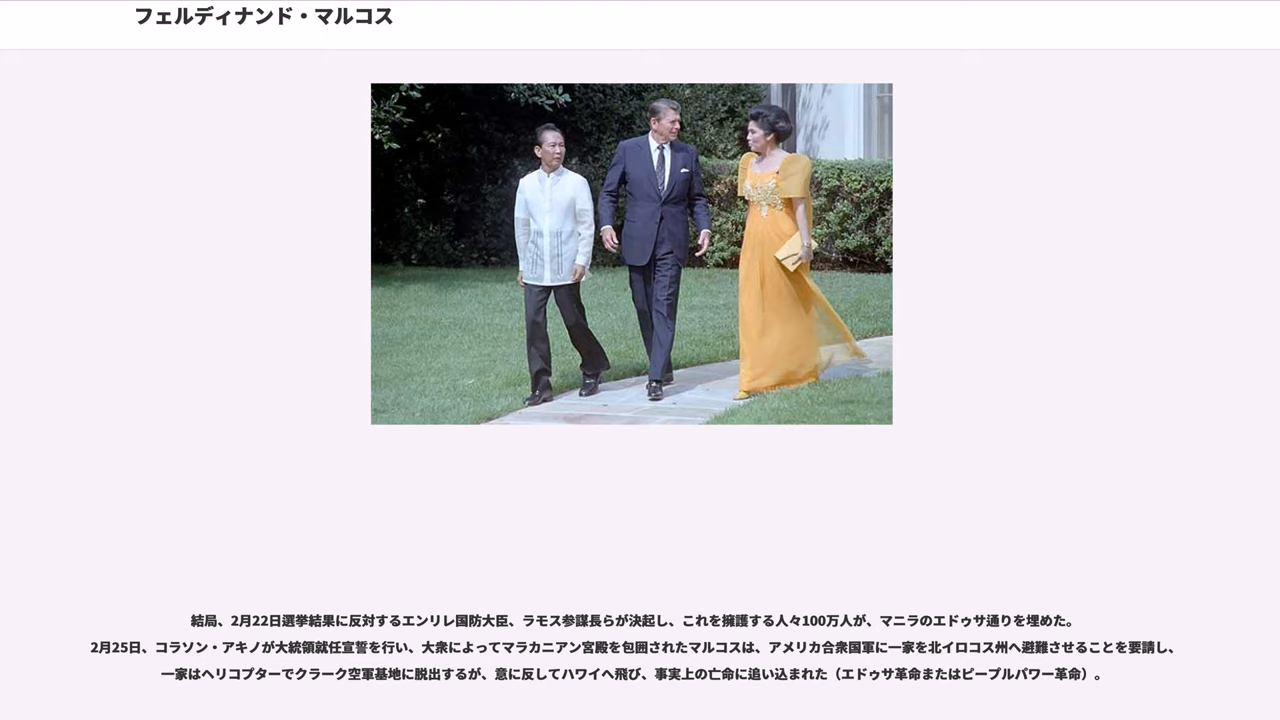 フェルディナンド・マルコス
結局、2月22日選挙結果に反対するエンリレ国防大臣、ラモス参謀長らが決起し、これを擁護する人々100万人が、マニラのエドゥサ通りを埋めた。
2月25日、コラソン・アキノが大統領就任宣誓を行い、大衆によってマラカニアン宮殿を包囲されたマルコスは、アメリカ合衆国軍に一家を北イロコス州へ避難させることを要請し、
一家はヘリコプターでクラーク空軍基地に脱出するが、意に反してハワイへ飛び、事実上の亡命に追い込まれた（エドゥサ革命またはピープルパワー革命）。